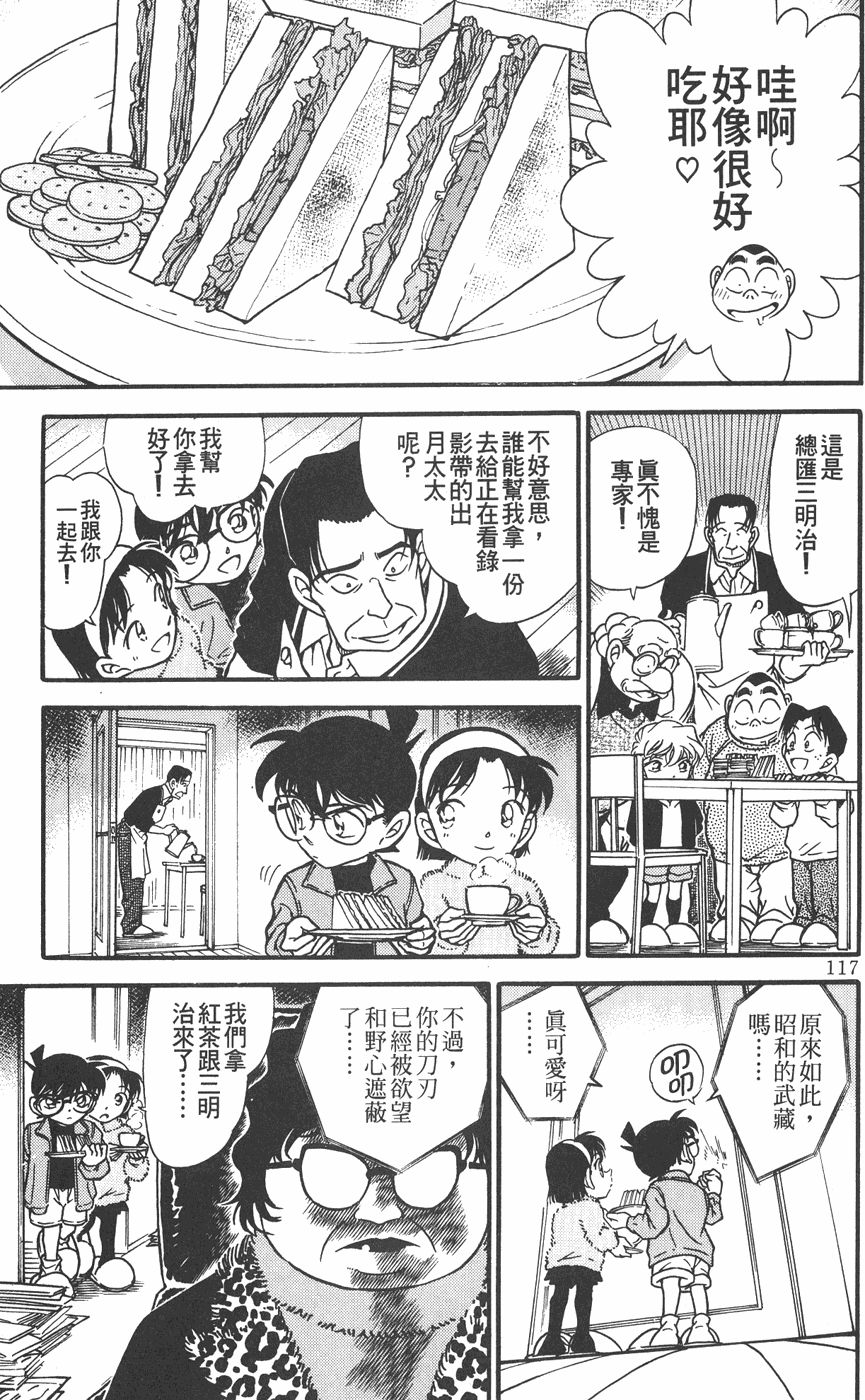 哇啊~
好像很好
吃耶♡
這是
總匯三明治！
眞不愧是
專家！
不好意思，
誰能幫我拿一份
去給正在看錄
影帶的出
月太太
呢？
我幫
你拿去
好了！
我跟你
一起去！
117
原來如此，
昭和的武藏
嗎……
叩叩
眞可愛呀
……
不過，
你的刀刃
已經被欲望
和野心遮蔽
了……
我們拿
紅茶跟三明
治來了……